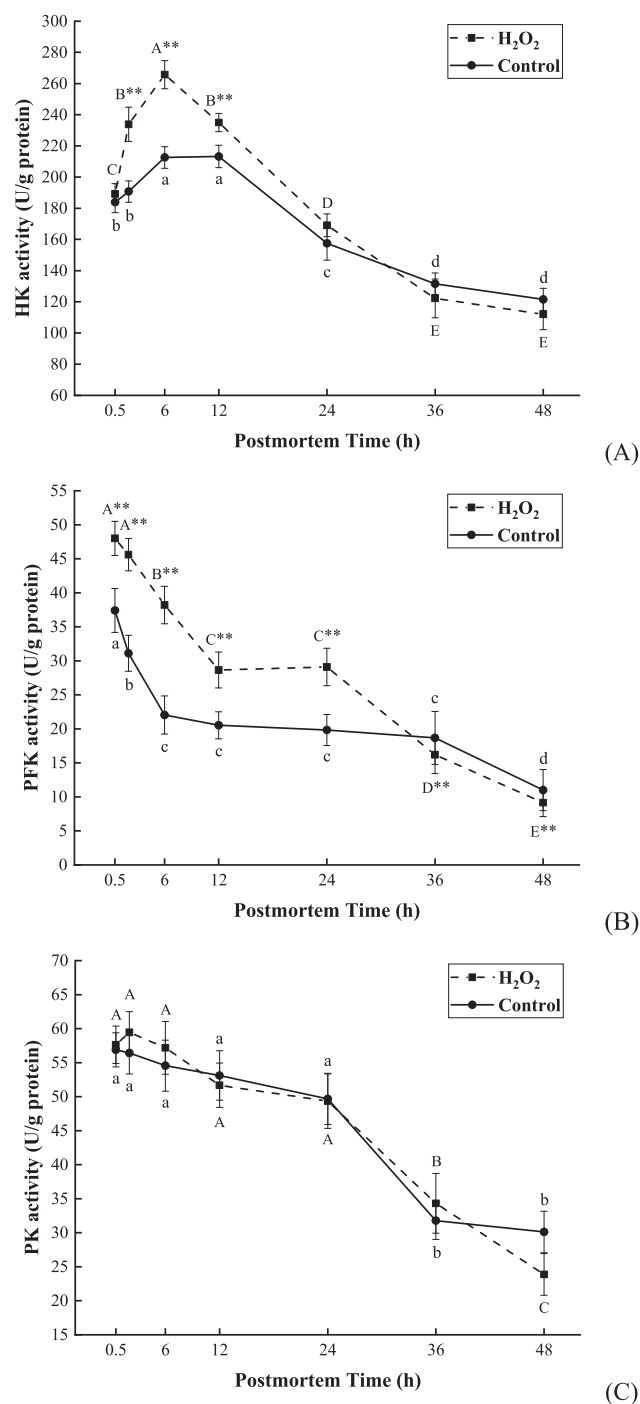 300
280
260
240
220
200
180
160
140
120
100
80
60
HK activity (U/g protein)
H₂O₂
Control
A**
B**
B**
C
D
a
a
b
b
c
d
d
E
E
0.5
6
12
24
36
48
Postmortem Time (h)
(A)
55
50
45
40
35
30
25
20
15
10
5
0
PFK activity (U/g protein)
H₂O₂
Control
A**
A**
B**
C**
C**
a
b
c
c
c
c
d
D**
E**
0.5
6
12
24
36
48
Postmortem Time (h)
(B)
70
65
60
55
50
45
40
35
30
25
20
15
PK activity (U/g protein)
H₂O₂
Control
A
A
A
a
a
a
a
a
A
A
B
b
b
C
0.5
6
12
24
36
48
Postmortem Time (h)
(C)